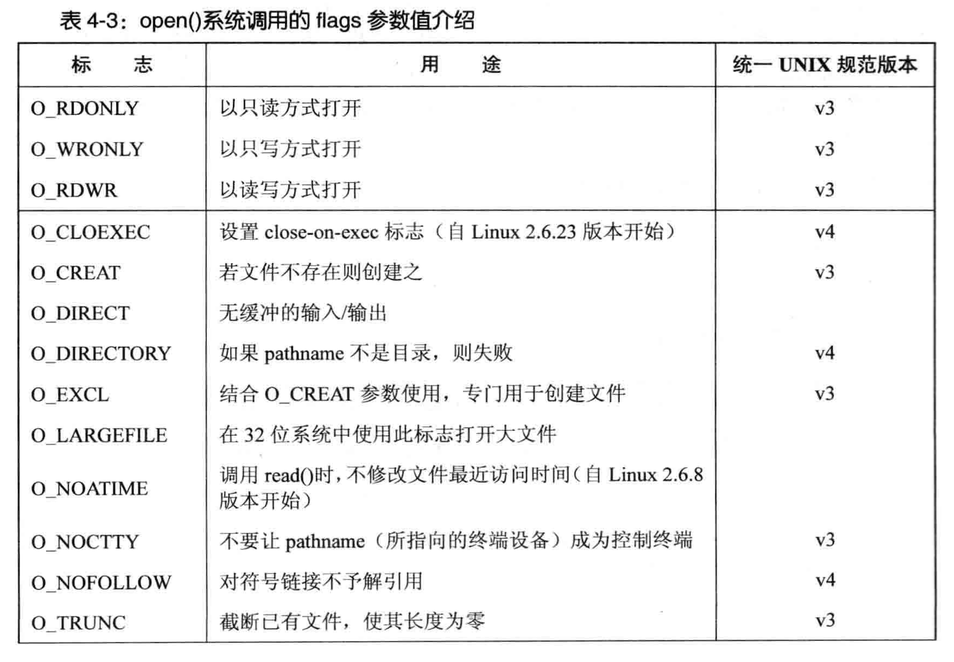 表 4-3：open()系统调用的 flags 参数值介绍
标 志 用 途 统一 UNIX 规范版本
O_RDONLY 以只读方式打开 v3
O_WRONLY 以只写方式打开 v3
O_RDWR 以读写方式打开 v3
O_CLOEXEC 设置 close-on-exec 标志（自 Linux 2.6.23 版本开始） v4
O_CREAT 若文件不存在则创建之 v3
O_DIRECT 无缓冲的输入/输出
O_DIRECTORY 如果 pathname 不是目录，则失败 v4
O_EXCL 结合 O_CREAT 参数使用，专门用于创建文件 v3
O_LARGEFILE 在 32 位系统中使用此标志打开大文件
O_NOATIME 调用 read()时，不修改文件最近访问时间（自 Linux 2.6.8
版本开始）
O_NOCTTY 不要让 pathname（所指向的终端设备）成为控制终端 v3
O_NOFOLLOW 对符号链接不予解引用 v4
O_TRUNC 截断已有文件，使其长度为零 v3